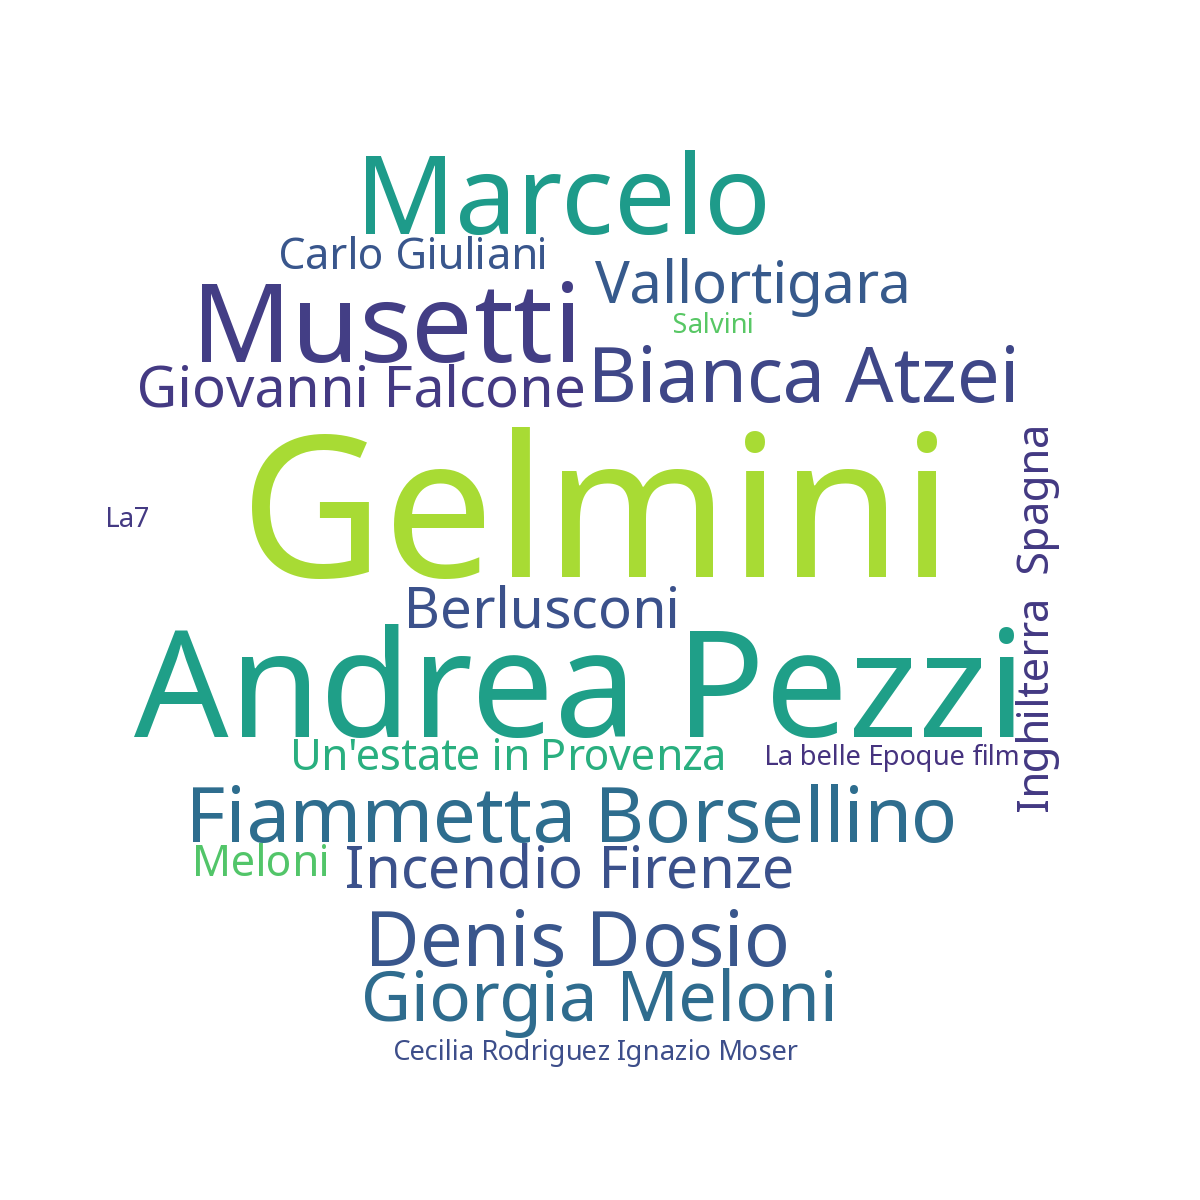 Marcelo
Carlo Giuliani
Vallortigara
Musetti
Salvini
Bianca Atzei
Giovanni Falcone
Gelmini
Spagna
La7
Berlusconi
Inghilterra
Andrea Pezzi
Un'estate in Provenza
La belle Epoque film
Fiammetta Borsellino
Meloni
Incendio Firenze
Denis Dosio
Giorgia Meloni
Cecilia Rodriguez Ignazio Moser